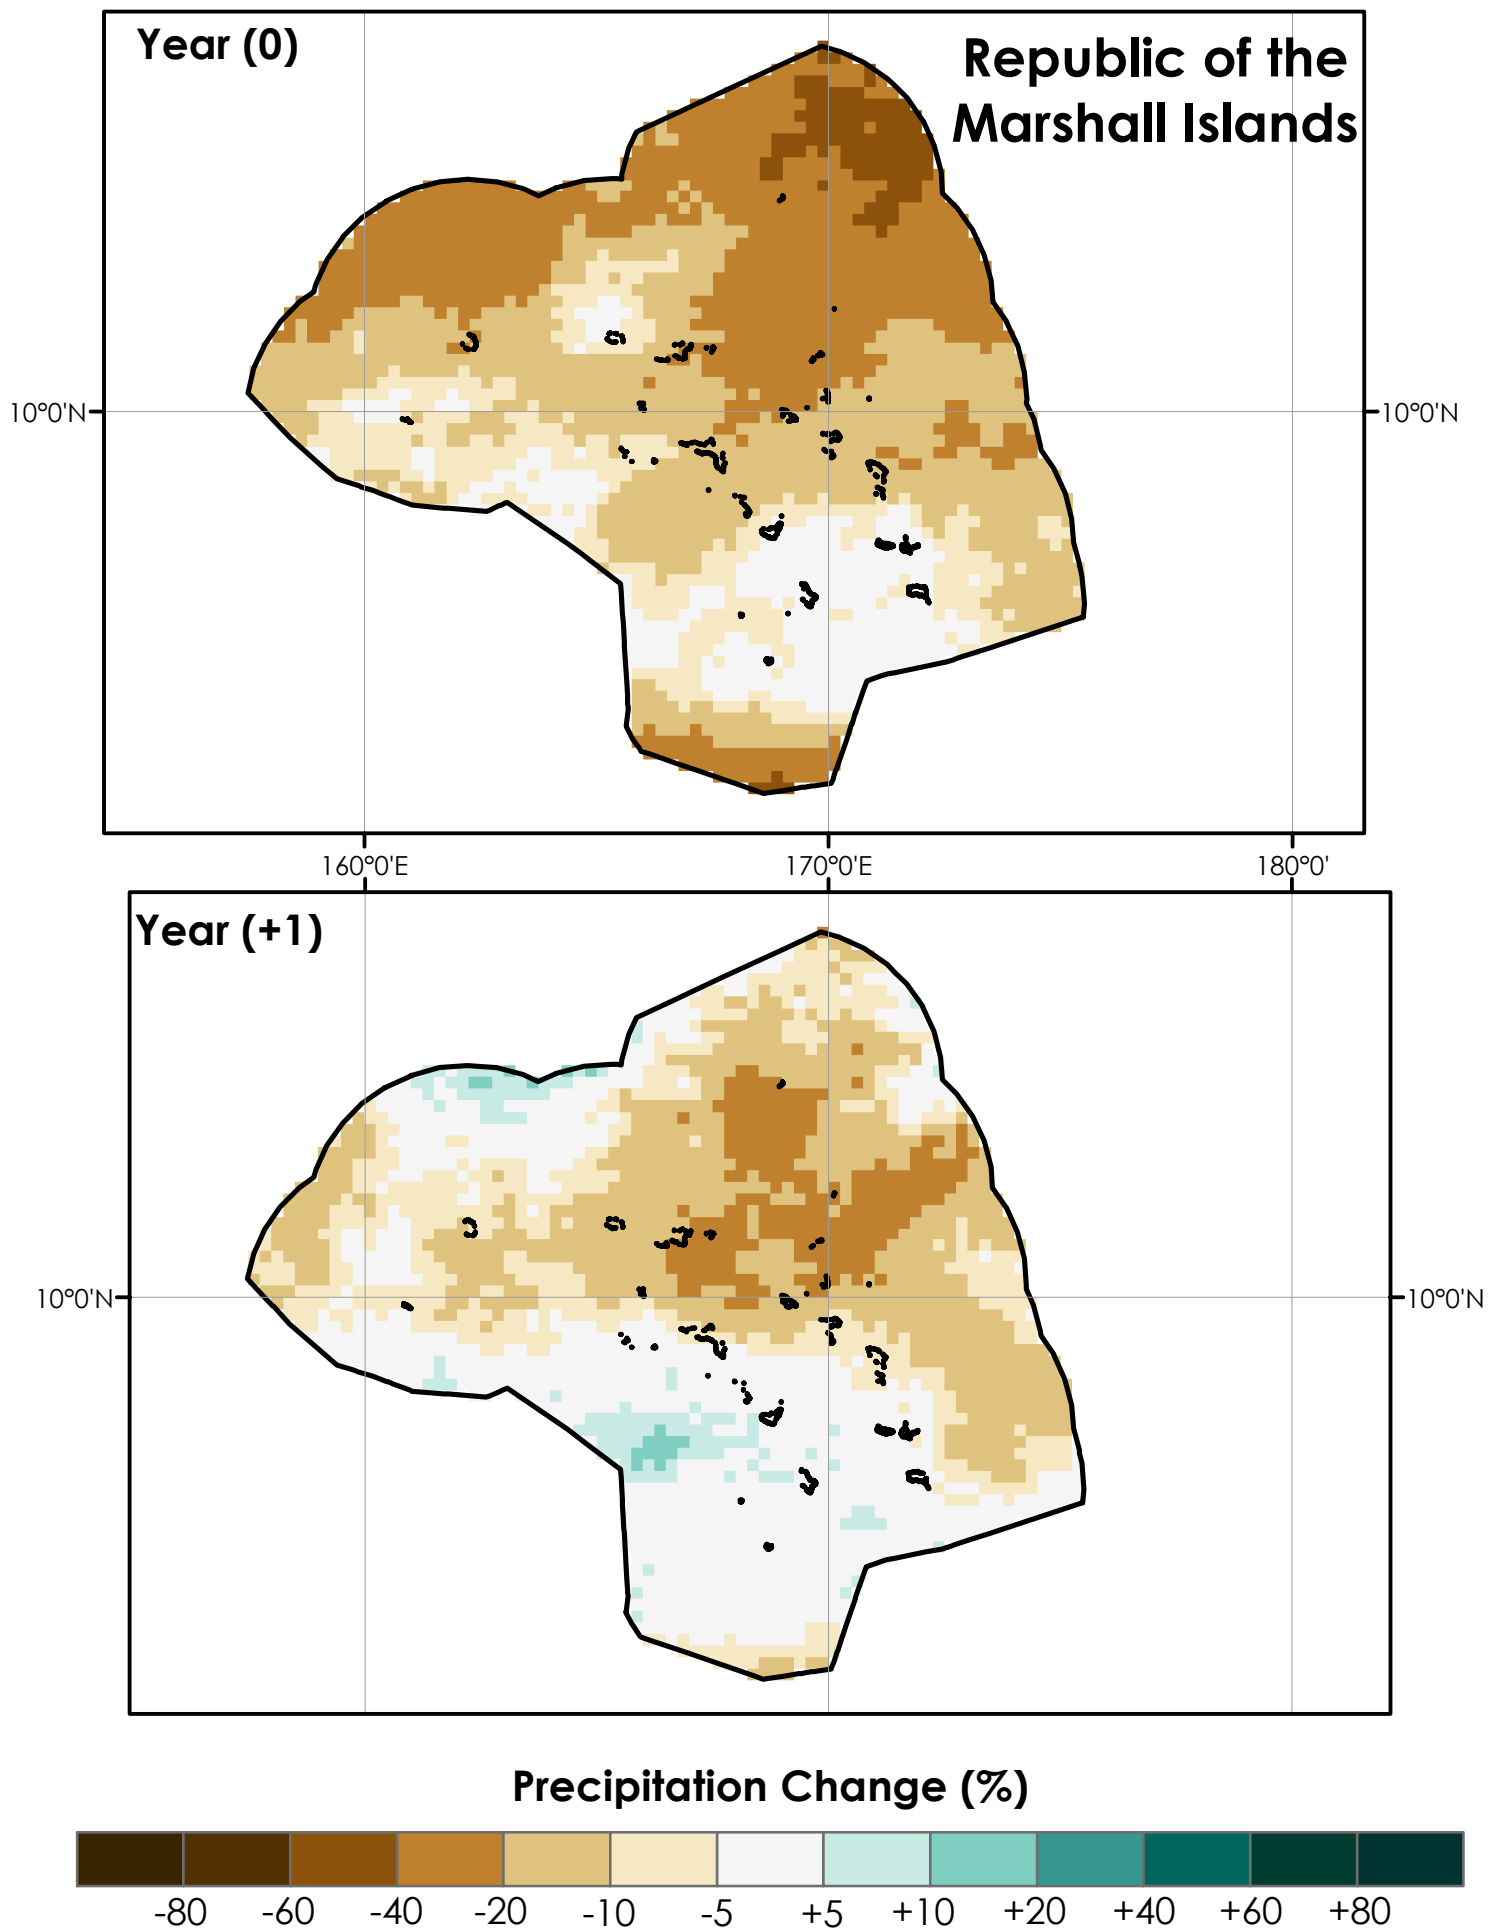 Year (0)
Republic of the
Marshall Islands
10°0'N
10°0'N
160°0'E
170°0'E
180°0'
Year (+1)
10°0'N
10°0'N
Precipitation Change (%)
-80
-60
-40
-20
-10
-5
+5
+10
+20
+40
+60
+80